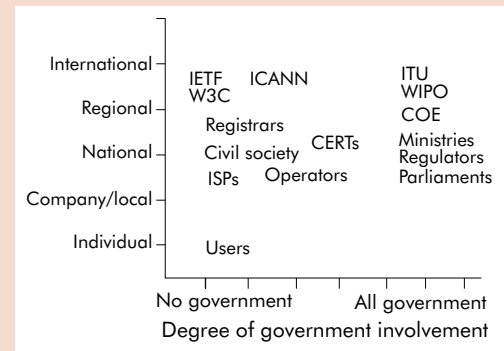 International
IETF ICANN ITU
W3C WIPO
Regional
COE
Registrars
CERTs Ministries
National Civil society Regulators
ISPs Operators Parliaments
Company/local
Individual Users
No government All government
Degree of government involvement